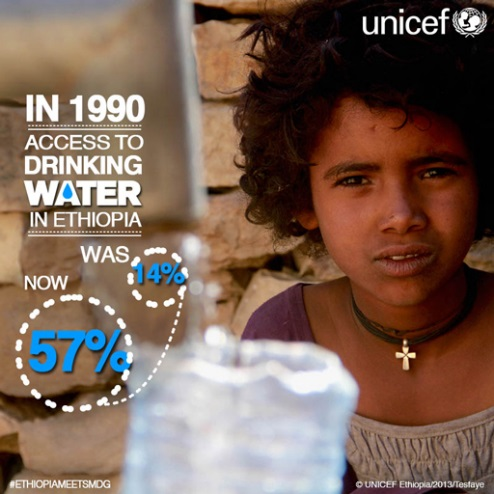 unicef
IN 1990
ACCESS TO
DRINKING
WATER
IN ETHIOPIA
WAS
14%
NOW
57%
#ETHIOPIAMEETSMDG
© UNICEF Ethiopia/2013/Tesfaye